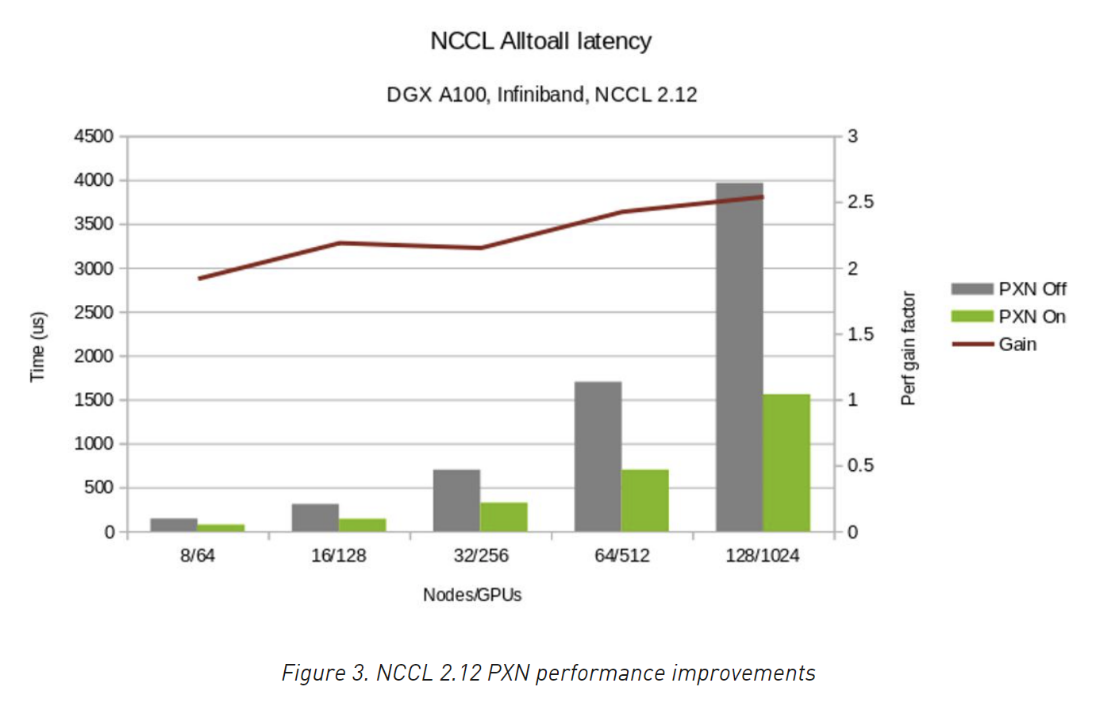 NCCL Alltoall latency
DGX A100, Infiniband, NCCL 2.12
4500
4000
3500
3000
2500
2000
1500
1000
500
0
Time (us)
3
2.5
2
1.5
1
0.5
0
Perf gain factor
PXN Off
PXN On
Gain
8/64 16/128 32/256 64/512 128/1024
Nodes/GPUs
Figure 3. NCCL 2.12 PXN performance improvements